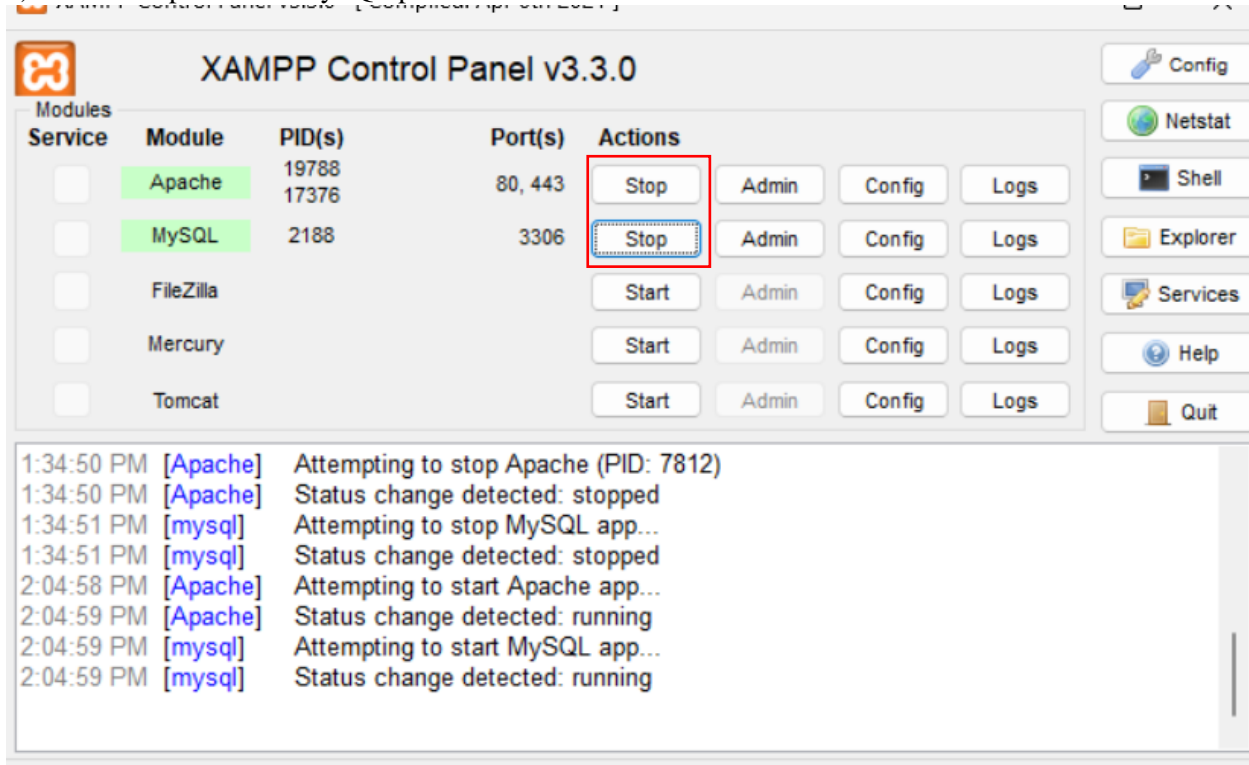 XAMPP Control Panel v3.3.0
Config
Modules
Service Module PID(s) Port(s) Actions
Netstat
Apache 19788 17376 80, 443 Stop Admin Config Logs
Shell
MySQL 2188 3306 Stop Admin Config Logs
Explorer
FileZilla Start Admin Config Logs
Services
Mercury Start Admin Config Logs
Help
Tomcat Start Admin Config Logs
Quit
1:34:50 PM [Apache] Attempting to stop Apache (PID: 7812)
1:34:50 PM [Apache] Status change detected: stopped
1:34:51 PM [mysql] Attempting to stop MySQL app...
1:34:51 PM [mysql] Status change detected: stopped
2:04:58 PM [Apache] Attempting to start Apache app...
2:04:59 PM [Apache] Status change detected: running
2:04:59 PM [mysql] Attempting to start MySQL app...
2:04:59 PM [mysql] Status change detected: running